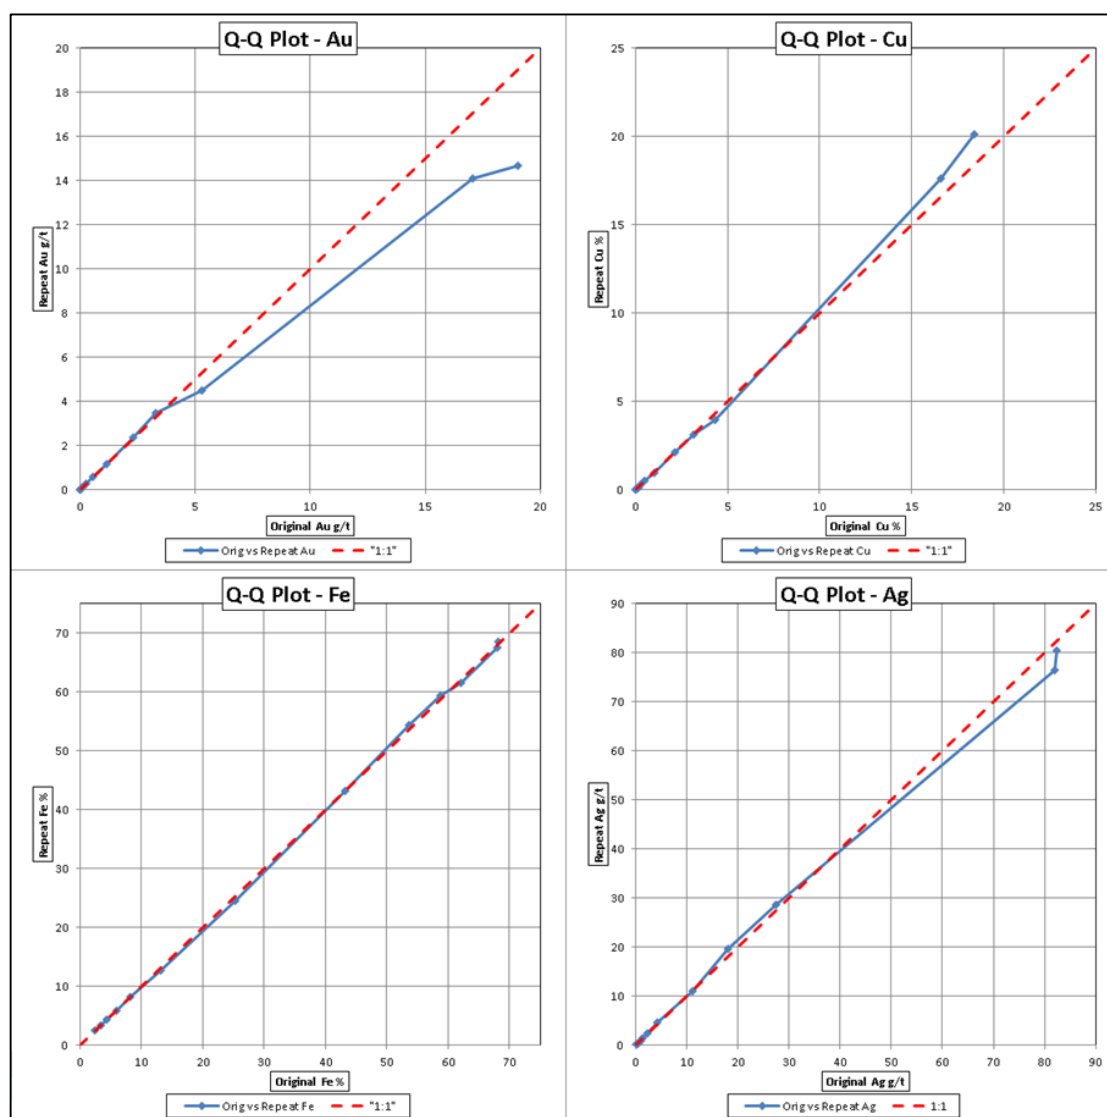 Q-Q Plot - Au
20
18
16
14
12
10
8
6
4
2
0
Repeat Au g/t
0 5 10 15 20
Original Au g/t
Orig vs Repeat Au "1:1"
Q-Q Plot - Cu
25
20
15
10
5
0
Repeat Cu %
0 5 10 15 20 25
Original Cu %
Orig vs Repeat Cu "1:1"
Q-Q Plot - Fe
70
60
50
40
30
20
10
0
Repeat Fe %
0 10 20 30 40 50 60 70
Original Fe %
Orig vs Repeat Fe "1:1"
Q-Q Plot - Ag
90
80
70
60
50
40
30
20
10
0
Repeat Ag g/t
0 10 20 30 40 50 60 70 80 90
Original Ag g/t
Orig vs Repeat Ag 1:1